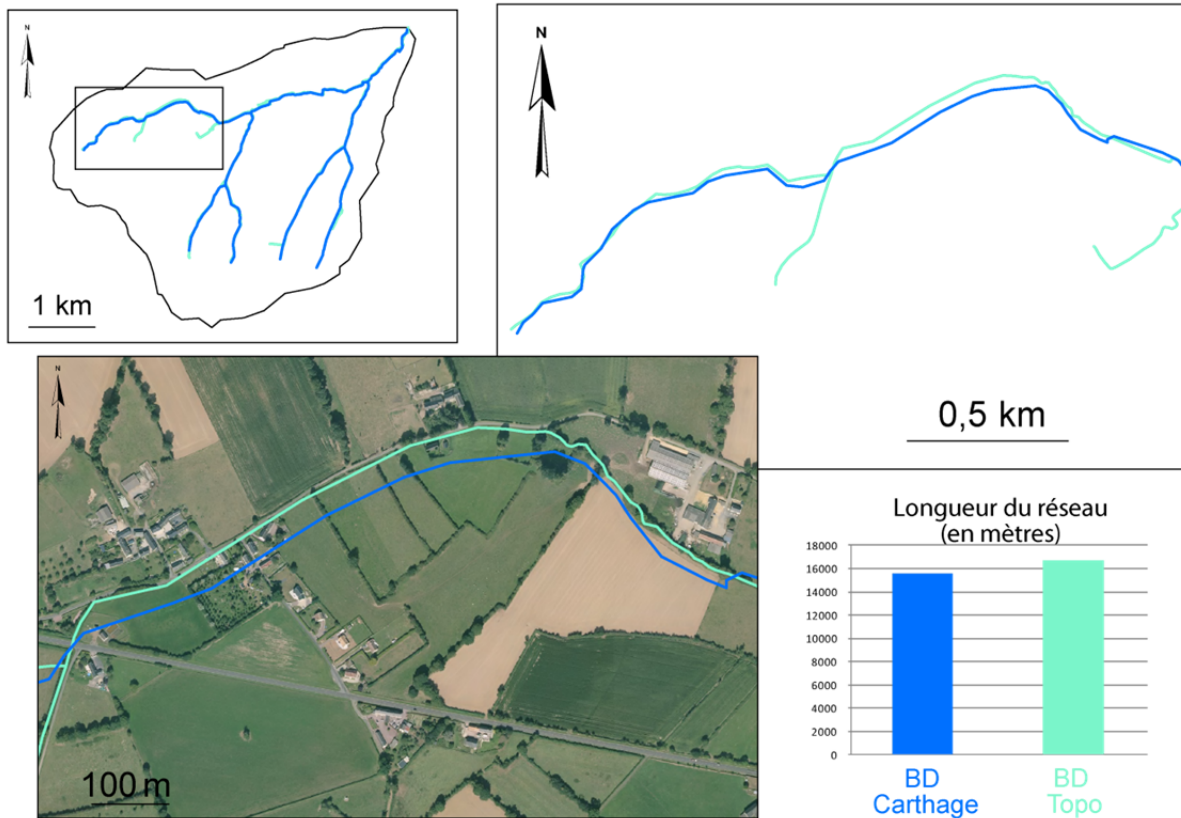 N
1 km
N
0,5 km
N
100 m
Longueur du réseau
(en mètres)
18000
16000
14000
12000
10000
8000
6000
4000
2000
0
BD
Carthage
BD
Topo